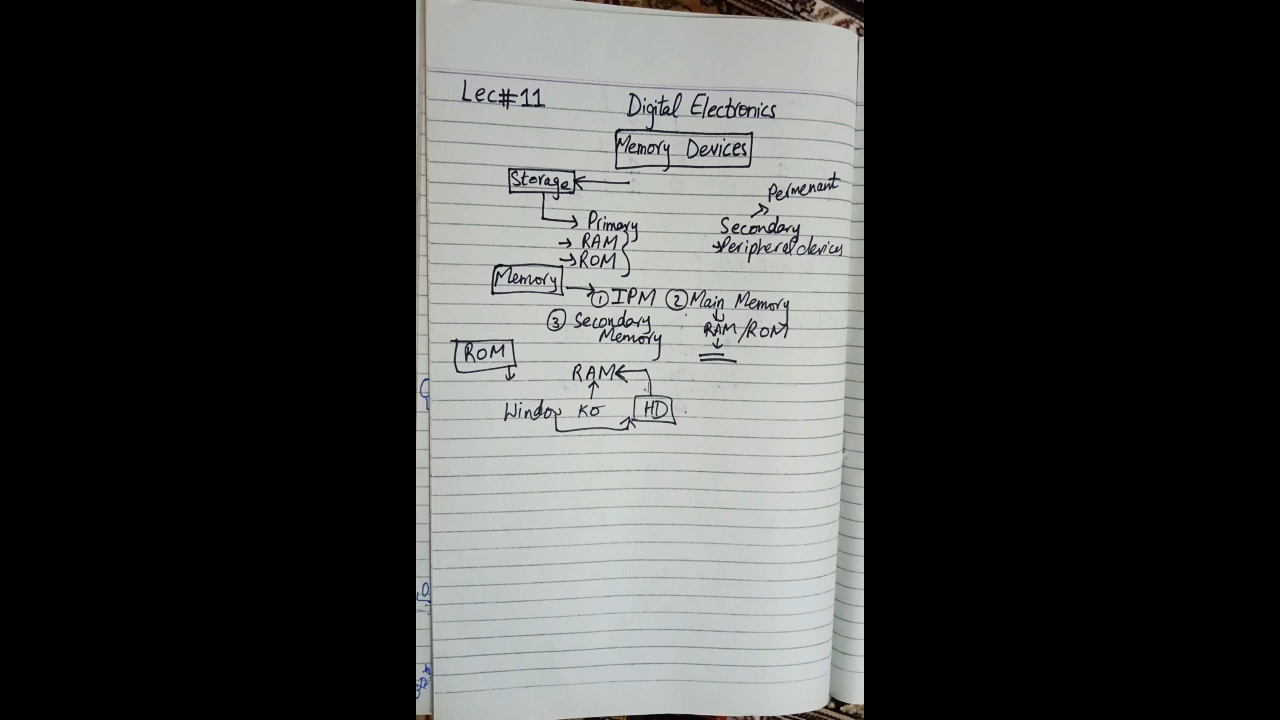 Lec#11
Digital Electronics
Memory Devices
Storage
Permenant
Primary
Secondary
→ RAM
→ Peripheral devices
→ ROM
Memory
① IPM ② Main Memory
③ Secondary
Memory
RAM/ROM
ROM
RAM
Window KO HD